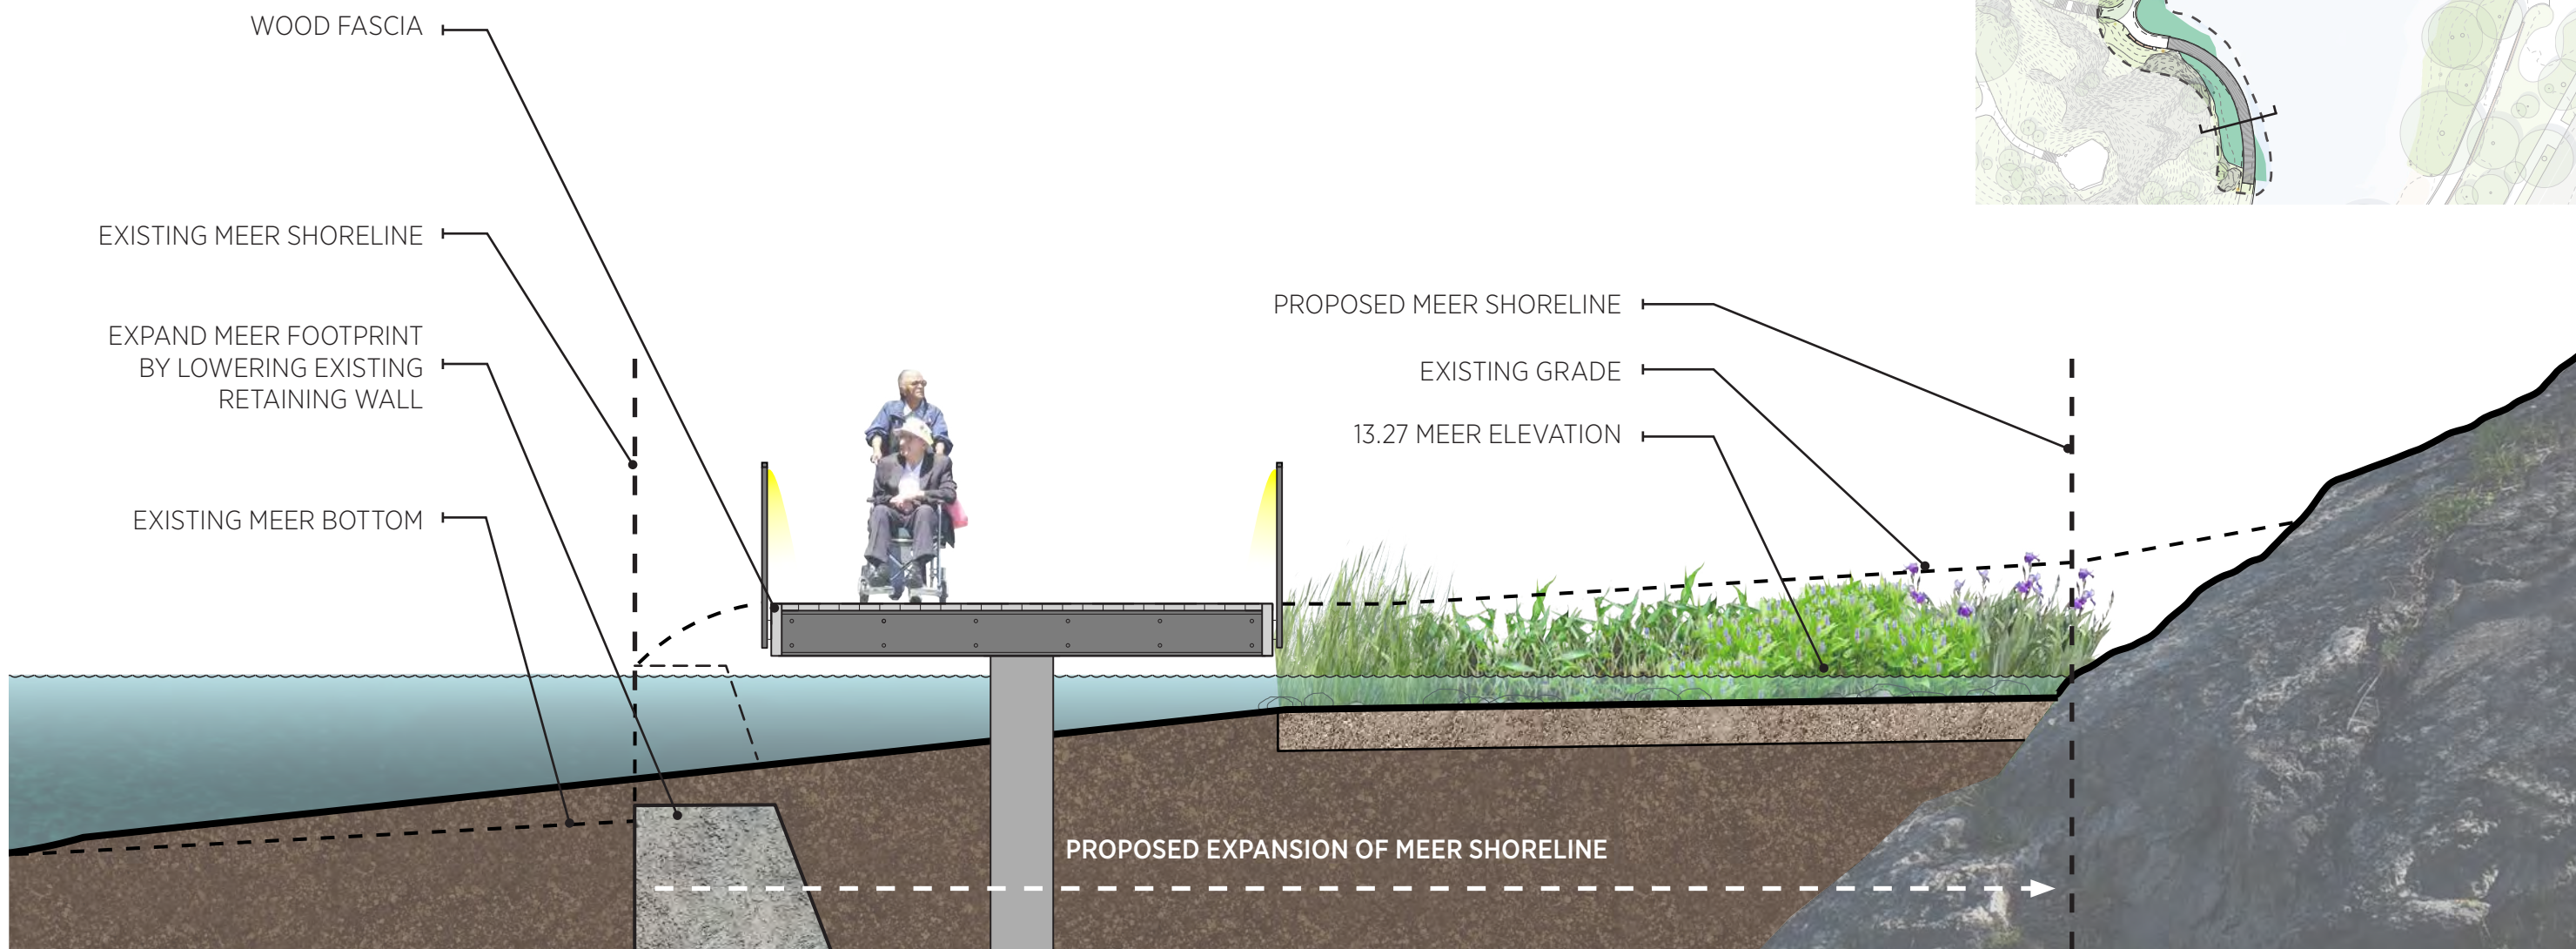 WOOD FASCIA
EXISTING MEER SHORELINE
EXPAND MEER FOOTPRINT
BY LOWERING EXISTING
RETAINING WALL
EXISTING MEER BOTTOM
PROPOSED MEER SHORELINE
EXISTING GRADE
13.27 MEER ELEVATION
PROPOSED EXPANSION OF MEER SHORELINE